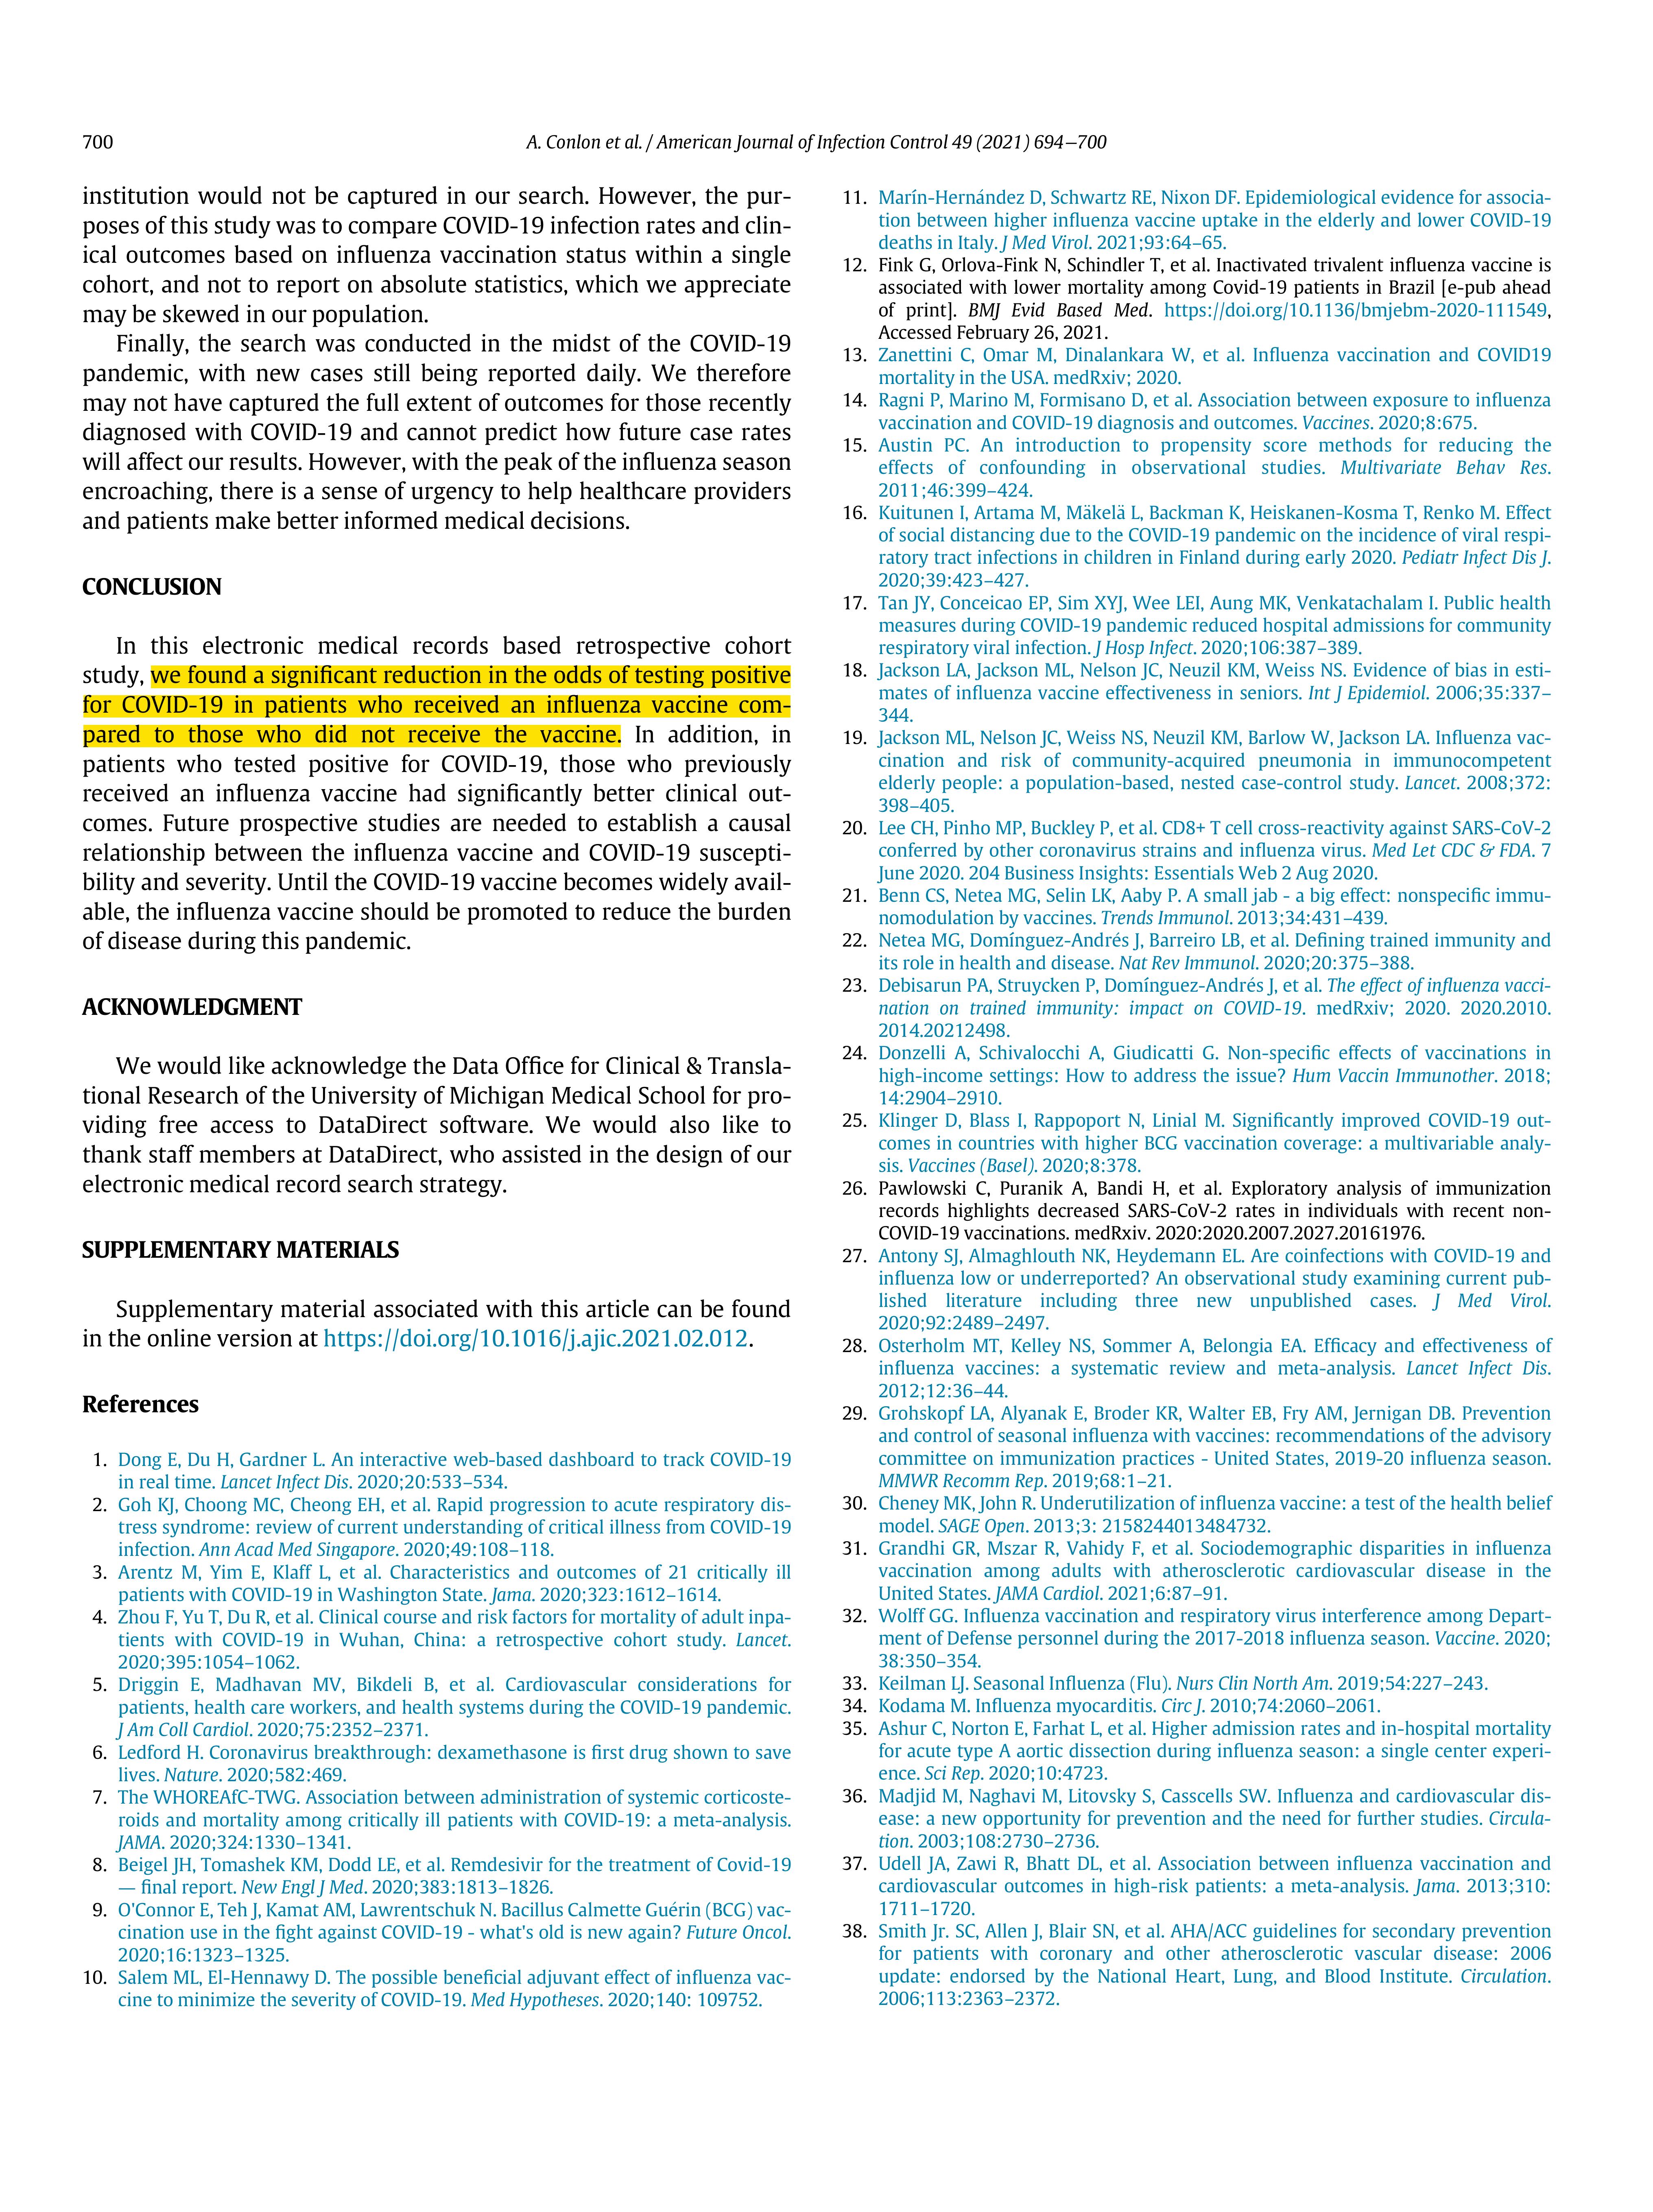 700
A. Conlon et al. / American Journal of Infection Control 49 (2021) 694–700
institution would not be captured in our search. However, the pur-
poses of this study was to compare COVID-19 infection rates and clin-
ical outcomes based on influenza vaccination status within a single
cohort, and not to report on absolute statistics, which we appreciate
may be skewed in our population.
Finally, the search was conducted in the midst of the COVID-19
pandemic, with new cases still being reported daily. We therefore
may not have captured the full extent of outcomes for those recently
diagnosed with COVID-19 and cannot predict how future case rates
will affect our results. However, with the peak of the influenza season
encroaching, there is a sense of urgency to help healthcare providers
and patients make better informed medical decisions.
CONCLUSION
In this electronic medical records based retrospective cohort
study, we found a significant reduction in the odds of testing positive
for COVID-19 in patients who received an influenza vaccine com-
pared to those who did not receive the vaccine. In addition, in
patients who tested positive for COVID-19, those who previously
received an influenza vaccine had significantly better clinical out-
comes. Future prospective studies are needed to establish a causal
relationship between the influenza vaccine and COVID-19 suscepti-
bility and severity. Until the COVID-19 vaccine becomes widely avail-
able, the influenza vaccine should be promoted to reduce the burden
of disease during this pandemic.
ACKNOWLEDGMENT
We would like acknowledge the Data Office for Clinical & Transla-
tional Research of the University of Michigan Medical School for pro-
viding free access to DataDirect software. We would also like to
thank staff members at DataDirect, who assisted in the design of our
electronic medical record search strategy.
SUPPLEMENTARY MATERIALS
Supplementary material associated with this article can be found
in the online version at https://doi.org/10.1016/j.ajic.2021.02.012.
References
1. Dong E, Du H, Gardner L. An interactive web-based dashboard to track COVID-19
in real time. Lancet Infect Dis. 2020;20:533–534.
2. Goh KJ, Choong MC, Cheong EH, et al. Rapid progression to acute respiratory dis-
tress syndrome: review of current understanding of critical illness from COVID-19
infection. Ann Acad Med Singapore. 2020;49:108–118.
3. Arentz M, Yim E, Klaff L, et al. Characteristics and outcomes of 21 critically ill
patients with COVID-19 in Washington State. Jama. 2020;323:1612–1614.
4. Zhou F, Yu T, Du R, et al. Clinical course and risk factors for mortality of adult inpa-
tients with COVID-19 in Wuhan, China: a retrospective cohort study. Lancet.
2020;395:1054–1062.
5. Driggin E, Madhavan MV, Bikdeli B, et al. Cardiovascular considerations for
patients, health care workers, and health systems during the COVID-19 pandemic.
J Am Coll Cardiol. 2020;75:2352–2371.
6. Ledford H. Coronavirus breakthrough: dexamethasone is first drug shown to save
lives. Nature. 2020;582:469.
7. The WHOREAfC-TWG. Association between administration of systemic corticoste-
roids and mortality among critically ill patients with COVID-19: a meta-analysis.
JAMA. 2020;324:1330–1341.
8. Beigel JH, Tomashek KM, Dodd LE, et al. Remdesivir for the treatment of Covid-19
— final report. New Engl J Med. 2020;383:1813–1826.
9. O'Connor E, Teh J, Kamat AM, Lawrentschuk N. Bacillus Calmette Guérin (BCG) vac-
cination use in the fight against COVID-19 - what's old is new again? Future Oncol.
2020;16:1323–1325.
10. Salem ML, El-Hennawy D. The possible beneficial adjuvant effect of influenza vac-
cine to minimize the severity of COVID-19. Med Hypotheses. 2020;140: 109752.
11. Marín-Hernández D, Schwartz RE, Nixon DF. Epidemiological evidence for associa-
tion between higher influenza vaccine uptake in the elderly and lower COVID-19
deaths in Italy. J Med Virol. 2021;93:64–65.
12. Fink G, Orlova-Fink N, Schindler T, et al. Inactivated trivalent influenza vaccine is
associated with lower mortality among Covid-19 patients in Brazil [e-pub ahead
of print]. BMJ Evid Based Med. https://doi.org/10.1136/bmjebm-2020-111549,
Accessed February 26, 2021.
13. Zanettini C, Omar M, Dinalankara W, et al. Influenza vaccination and COVID19
mortality in the USA. medRxiv; 2020.
14. Ragni P, Marino M, Formisano D, et al. Association between exposure to influenza
vaccination and COVID-19 diagnosis and outcomes. Vaccines. 2020;8:675.
15. Austin PC. An introduction to propensity score methods for reducing the
effects of confounding in observational studies. Multivariate Behav Res.
2011;46:399–424.
16. Kuitunen I, Artama M, Mäkelä L, Backman K, Heiskanen-Kosma T, Renko M. Effect
of social distancing due to the COVID-19 pandemic on the incidence of viral respi-
ratory tract infections in children in Finland during early 2020. Pediatr Infect Dis J.
2020;39:423–427.
17. Tan JY, Conceicao EP, Sim XYJ, Wee LEI, Aung MK, Venkatachalam I. Public health
measures during COVID-19 pandemic reduced hospital admissions for community
respiratory viral infection. J Hosp Infect. 2020;106:387–389.
18. Jackson LA, Jackson ML, Nelson JC, Neuzil KM, Weiss NS. Evidence of bias in esti-
mates of influenza vaccine effectiveness in seniors. Int J Epidemiol. 2006;35:337–
344.
19. Jackson ML, Nelson JC, Weiss NS, Neuzil KM, Barlow W, Jackson LA. Influenza vac-
cination and risk of community-acquired pneumonia in immunocompetent
elderly people: a population-based, nested case-control study. Lancet. 2008;372:
398–405.
20. Lee CH, Pinho MP, Buckley P, et al. CD8+ T cell cross-reactivity against SARS-CoV-2
conferred by other coronavirus strains and influenza virus. Med Let CDC & FDA. 7
June 2020. 204 Business Insights: Essentials Web 2 Aug 2020.
21. Benn CS, Netea MG, Selin LK, Aaby P. A small jab - a big effect: nonspecific immu-
nomodulation by vaccines. Trends Immunol. 2013;34:431–439.
22. Netea MG, Domínguez-Andrés J, Barreiro LB, et al. Defining trained immunity and
its role in health and disease. Nat Rev Immunol. 2020;20:375–388.
23. Debisarun PA, Struycken P, Domínguez-Andrés J, et al. The effect of influenza vacci-
nation on trained immunity: impact on COVID-19. medRxiv; 2020. 2020.2010.
2014.20212498.
24. Donzelli A, Schivalocchi A, Giudicatti G. Non-specific effects of vaccinations in
high-income settings: How to address the issue? Hum Vaccin Immunother. 2018;
14:2904–2910.
25. Klinger D, Blass I, Rappoport N, Linial M. Significantly improved COVID-19 out-
comes in countries with higher BCG vaccination coverage: a multivariable analy-
sis. Vaccines (Basel). 2020;8:378.
26. Pawlowski C, Puranik A, Bandi H, et al. Exploratory analysis of immunization
records highlights decreased SARS-CoV-2 rates in individuals with recent non-
COVID-19 vaccinations. medRxiv. 2020:2020.2007.2027.20161976.
27. Antony SJ, Almaghlouth NK, Heydemann EL. Are coinfections with COVID-19 and
influenza low or underreported? An observational study examining current pub-
lished literature including three new unpublished cases. J Med Virol.
2020;92:2489–2497.
28. Osterholm MT, Kelley NS, Sommer A, Belongia EA. Efficacy and effectiveness of
influenza vaccines: a systematic review and meta-analysis. Lancet Infect Dis.
2012;12:36–44.
29. Grohskopf LA, Alyanak E, Broder KR, Walter EB, Fry AM, Jernigan DB. Prevention
and control of seasonal influenza with vaccines: recommendations of the advisory
committee on immunization practices - United States, 2019-20 influenza season.
MMWR Recomm Rep. 2019;68:1–21.
30. Cheney MK, John R. Underutilization of influenza vaccine: a test of the health belief
model. SAGE Open. 2013;3: 2158244013484732.
31. Grandhi GR, Mszar R, Vahidy F, et al. Sociodemographic disparities in influenza
vaccination among adults with atherosclerotic cardiovascular disease in the
United States. JAMA Cardiol. 2021;6:87–91.
32. Wolff GG. Influenza vaccination and respiratory virus interference among Depart-
ment of Defense personnel during the 2017-2018 influenza season. Vaccine. 2020;
38:350–354.
33. Keilman LJ. Seasonal Influenza (Flu). Nurs Clin North Am. 2019;54:227–243.
34. Kodama M. Influenza myocarditis. Circ J. 2010;74:2060–2061.
35. Ashur C, Norton E, Farhat L, et al. Higher admission rates and in-hospital mortality
for acute type A aortic dissection during influenza season: a single center experi-
ence. Sci Rep. 2020;10:4723.
36. Madjid M, Naghavi M, Litovsky S, Casscells SW. Influenza and cardiovascular dis-
ease: a new opportunity for prevention and the need for further studies. Circula-
tion. 2003;108:2730–2736.
37. Udell JA, Zawi R, Bhatt DL, et al. Association between influenza vaccination and
cardiovascular outcomes in high-risk patients: a meta-analysis. Jama. 2013;310:
1711–1720.
38. Smith Jr. SC, Allen J, Blair SN, et al. AHA/ACC guidelines for secondary prevention
for patients with coronary and other atherosclerotic vascular disease: 2006
update: endorsed by the National Heart, Lung, and Blood Institute. Circulation.
2006;113:2363–2372.